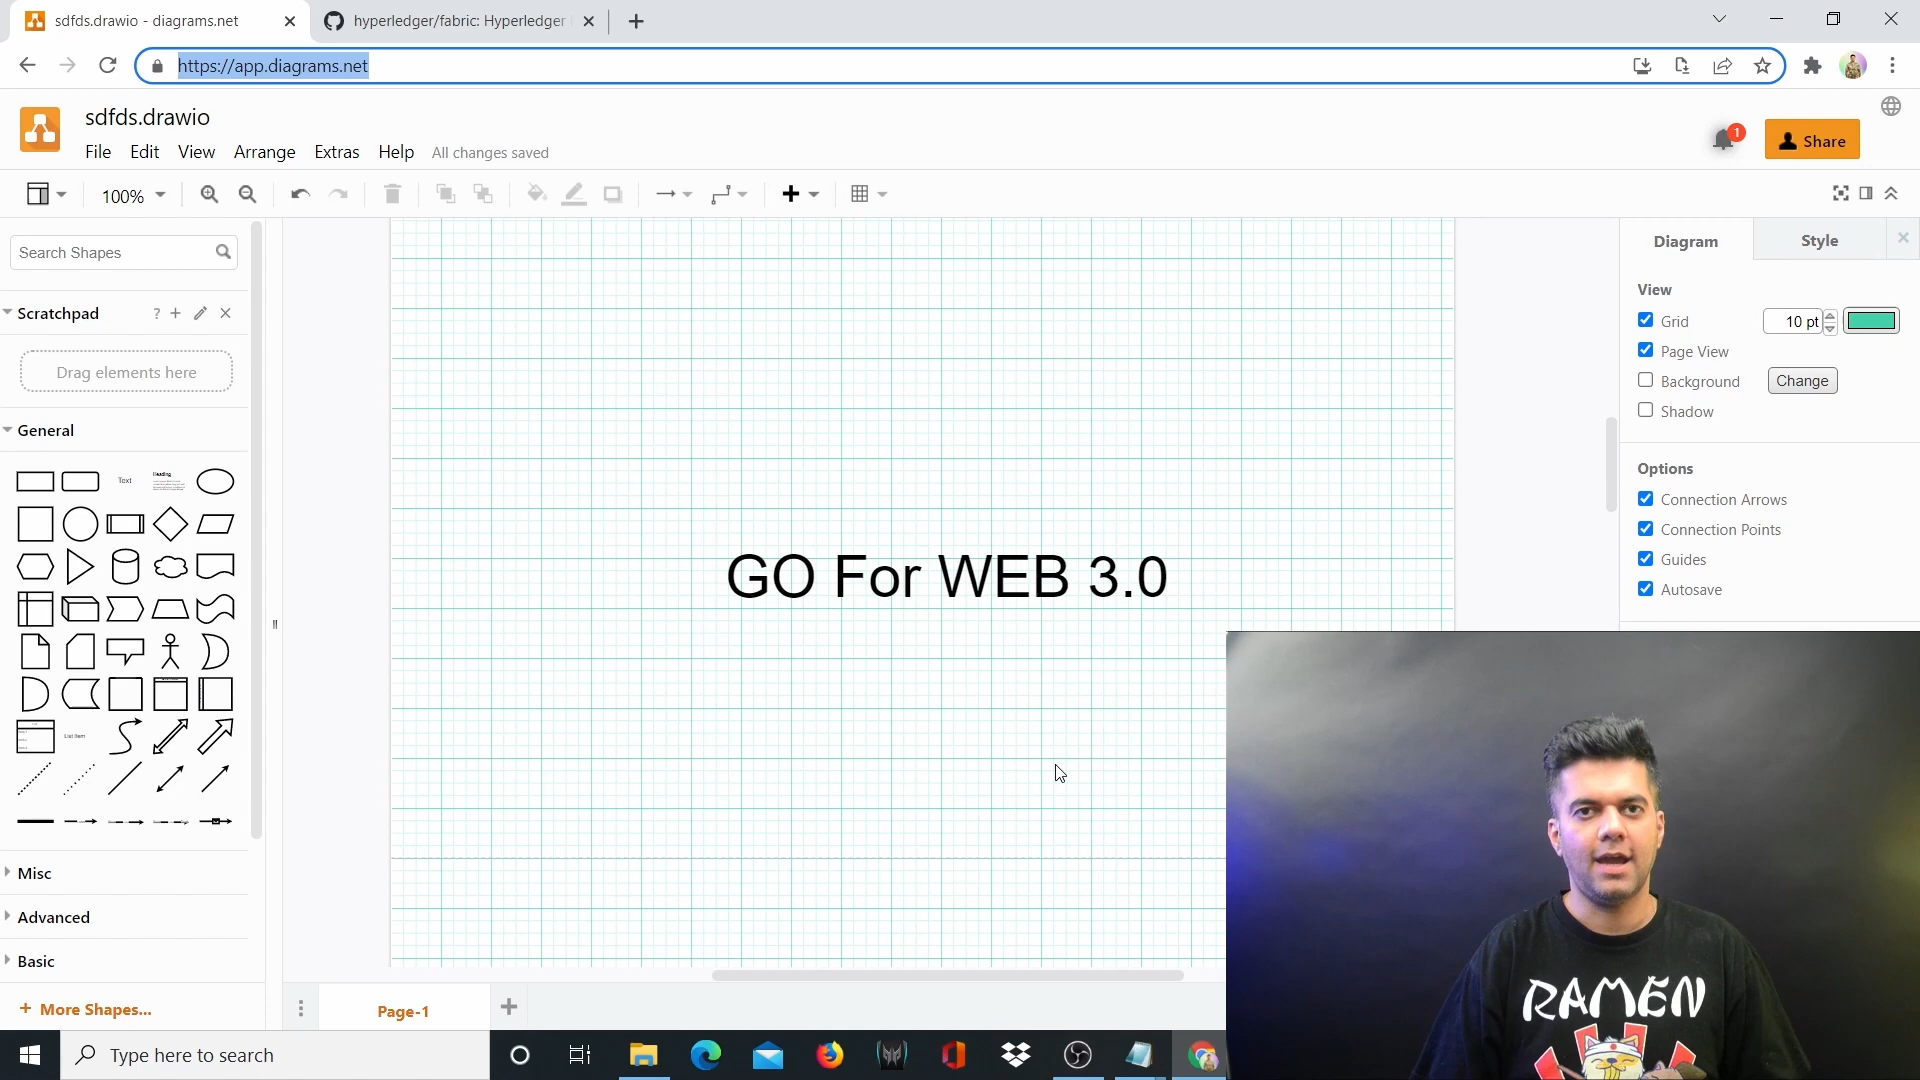 sdfds.drawio - diagrams.net
hyperledger/fabric: Hyperledger
https://app.diagrams.net
sdfds.drawio
File Edit View Arrange Extras Help All changes saved
1
Share
100%
Search Shapes
Scratchpad
?
Drag elements here
General
Text
Heading
List Item
Misc
Advanced
Basic
+ More Shapes...
GO For WEB 3.0
Page-1
Diagram
Style
View
Grid
10 pt
Page View
Background
Change
Shadow
Options
Connection Arrows
Connection Points
Guides
Autosave
RAMEN
Type here to search